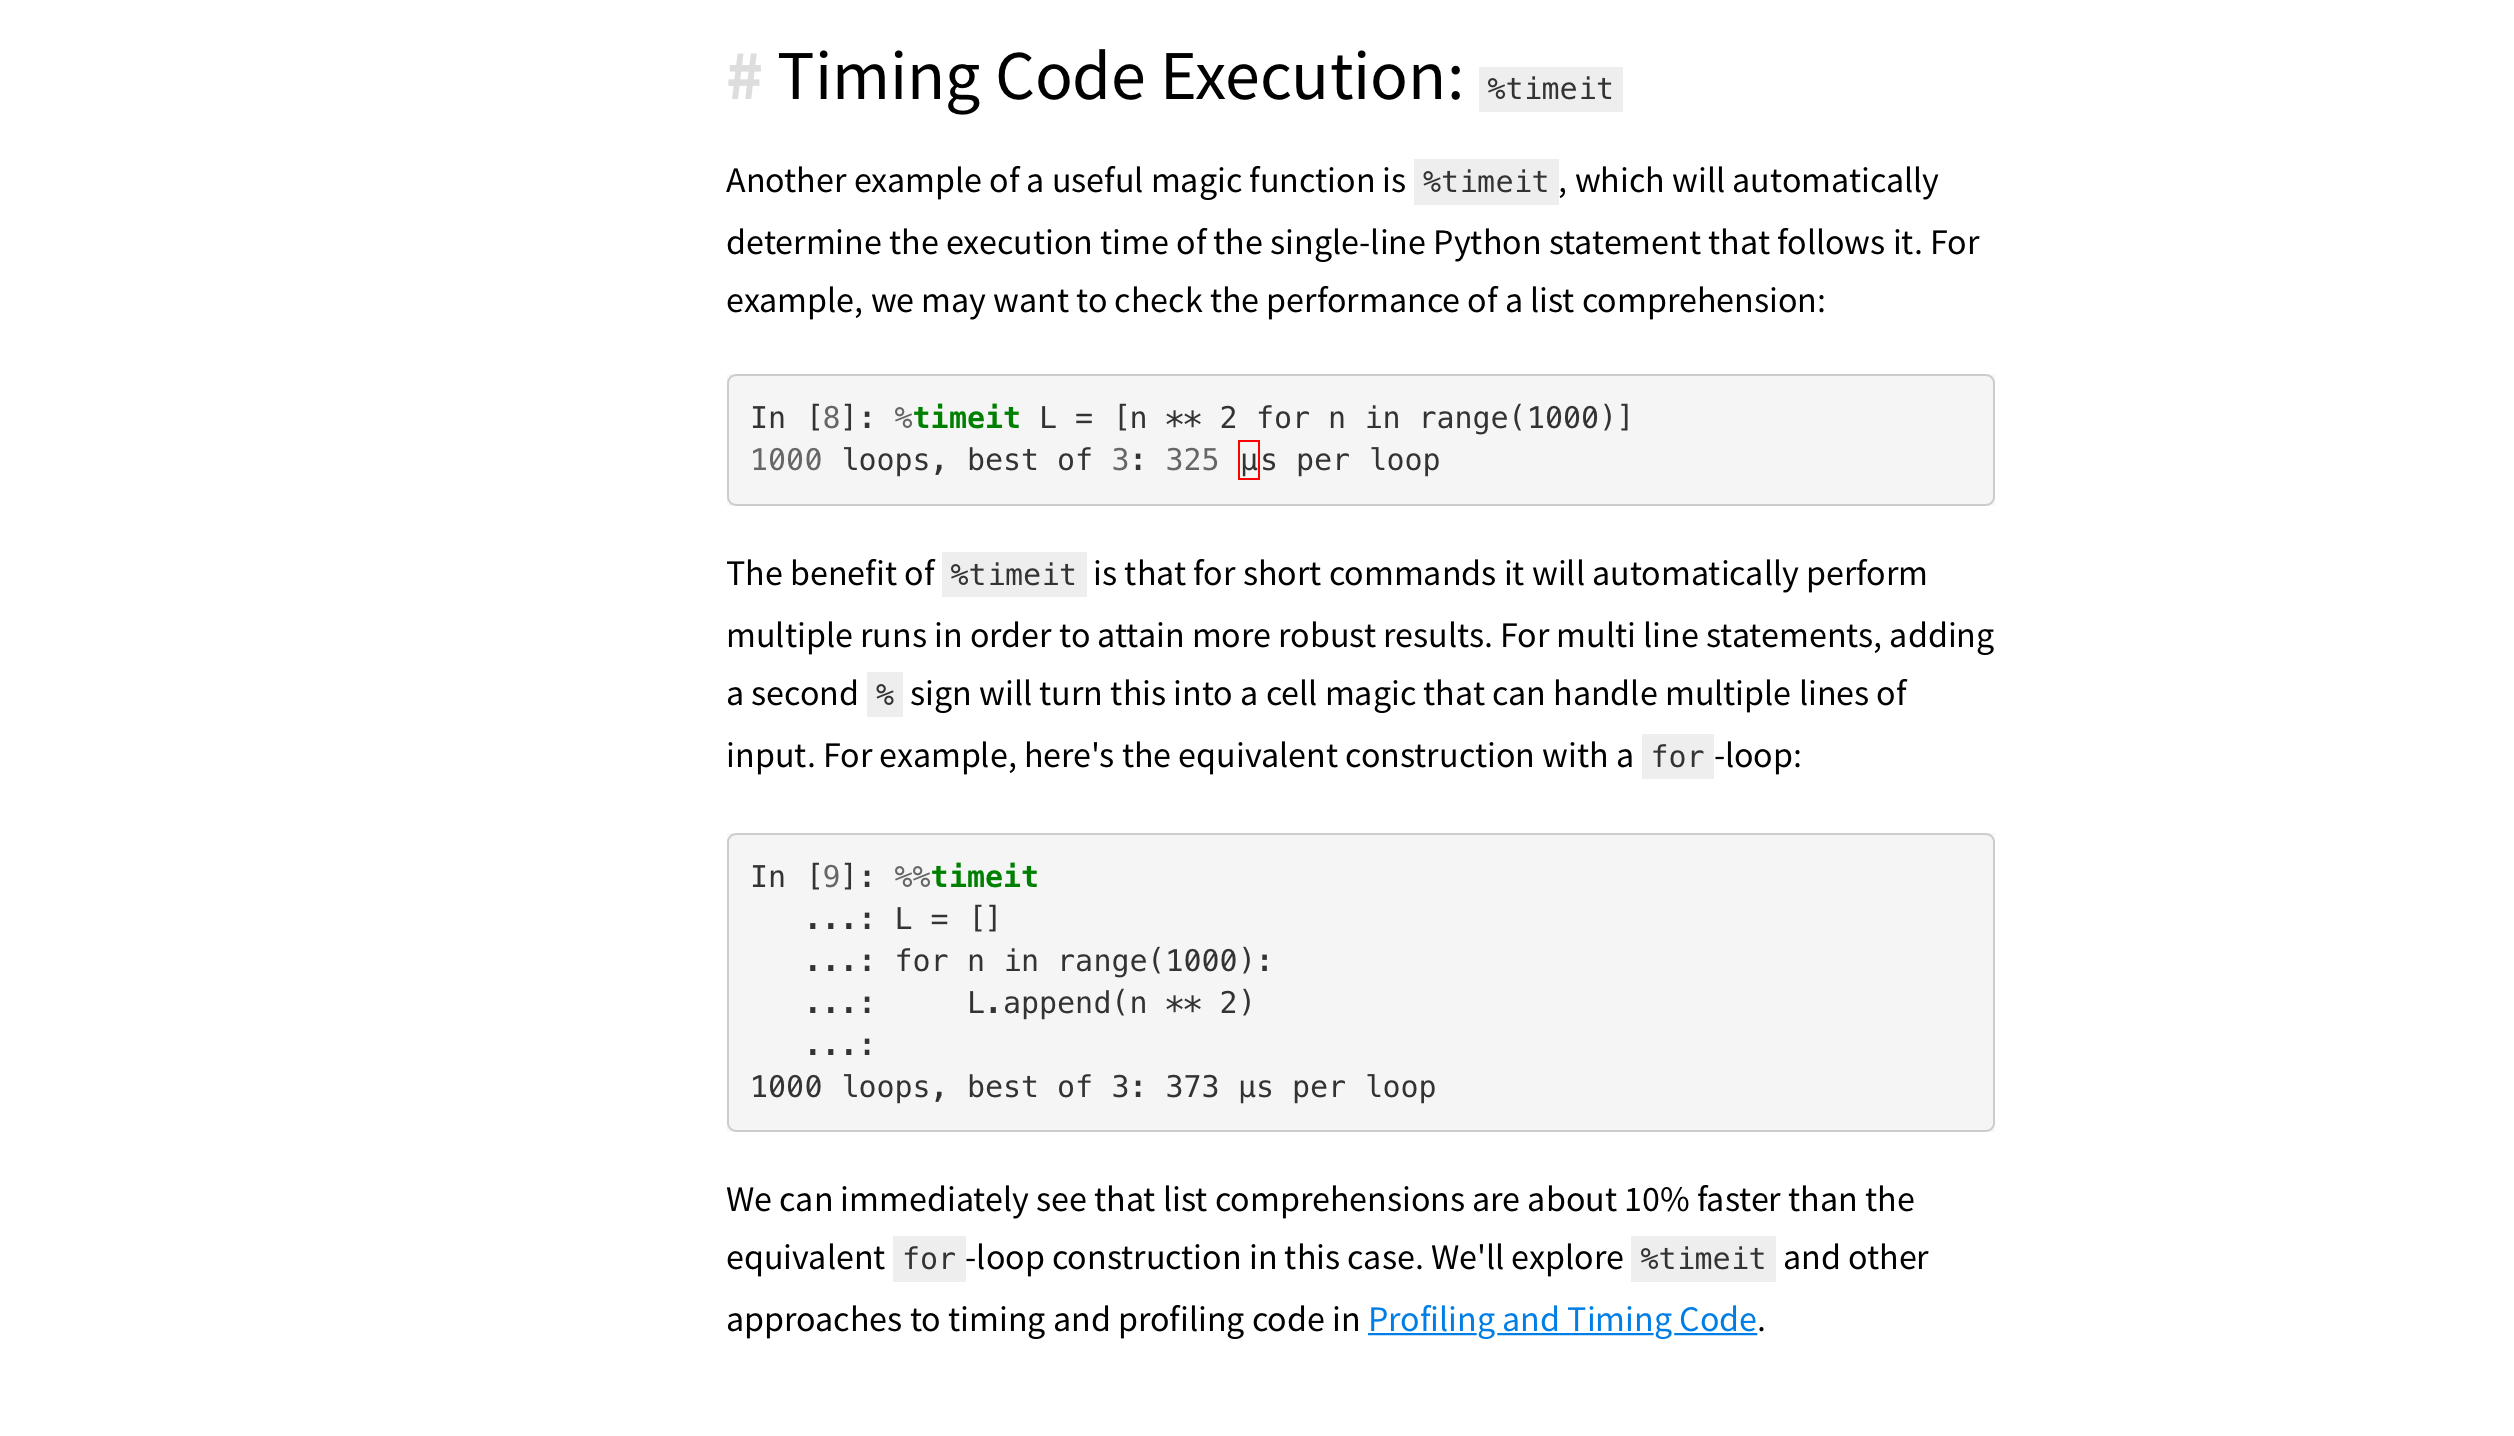 # Timing Code Execution: %timeit
Another example of a useful magic function is %timeit, which will automatically
determine the execution time of the single-line Python statement that follows it. For
example, we may want to check the performance of a list comprehension:
In [8]: %timeit L = [n ** 2 for n in range(1000)]
1000 loops, best of 3: 325 μs per loop
The benefit of %timeit is that for short commands it will automatically perform
multiple runs in order to attain more robust results. For multi line statements, adding
a second % sign will turn this into a cell magic that can handle multiple lines of
input. For example, here's the equivalent construction with a for-loop:
In [9]: %%timeit
   ...: L = []
   ...: for n in range(1000):
   ...:     L.append(n ** 2)
   ...:
1000 loops, best of 3: 373 μs per loop
We can immediately see that list comprehensions are about 10% faster than the
equivalent for-loop construction in this case. We'll explore %timeit and other
approaches to timing and profiling code in Profiling and Timing Code.